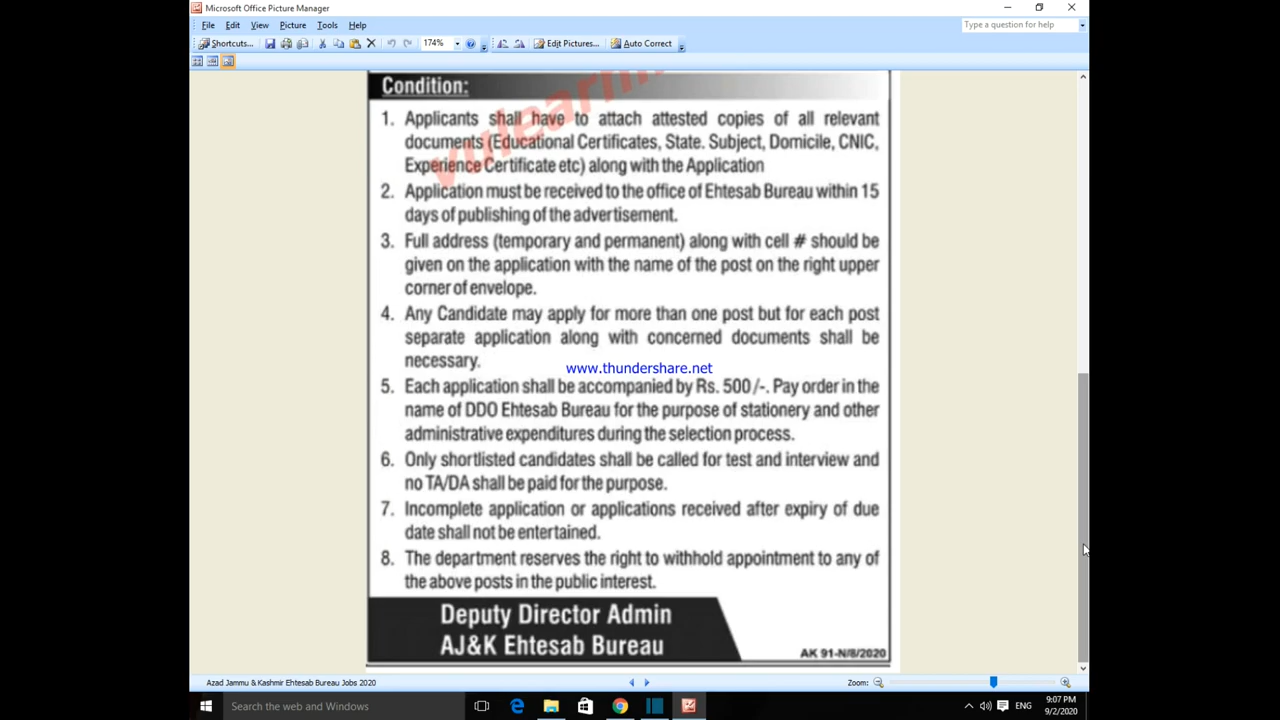 Microsoft Office Picture Manager
File Edit View Picture Tools Help
Type a question for help
Shortcuts... 174% Edit Pictures... Auto Correct
Condition:
1. Applicants shall have to attach attested copies of all relevant
documents (Educational Certificates, State. Subject, Domicile, CNIC,
Experience Certificate etc) along with the Application
2. Application must be received to the office of Ehtesab Bureau within 15
days of publishing of the advertisement.
3. Full address (temporary and permanent) along with cell # should be
given on the application with the name of the post on the right upper
corner of envelope.
4. Any Candidate may apply for more than one post but for each post
separate application along with concerned documents shall be
necessary.
www.thundershare.net
5. Each application shall be accompanied by Rs. 500/-. Pay order in the
name of DDO Ehtesab Bureau for the purpose of stationery and other
administrative expenditures during the selection process.
6. Only shortlisted candidates shall be called for test and interview and
no TA/DA shall be paid for the purpose.
7. Incomplete application or applications received after expiry of due
date shall not be entertained.
8. The department reserves the right to withhold appointment to any of
the above posts in the public interest.
Deputy Director Admin
AJ&K Ehtesab Bureau
AK 91-N/8/2020
Azad Jammu & Kashmir Ehtesab Bureau Jobs 2020
Zoom:
Search the web and Windows
ENG
9:07 PM
9/2/2020